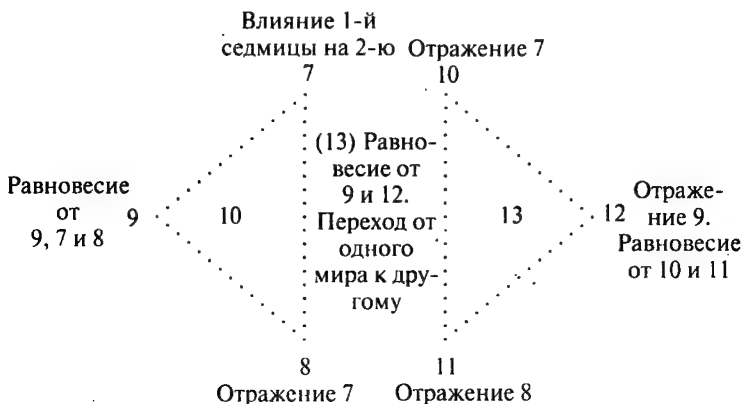 Влияние 1-й
седмицы на 2-ю Отражение 7
7 10
(13) Равно-
весие от
9 и 12.
Переход от
одного
мира к дру-
гому
Равновесие
от
9, 7 и 8
9 10
13 12
Отраже-
ние 9.
Равновесие
от 10 и 11
8 11
Отражение 7 Отражение 8